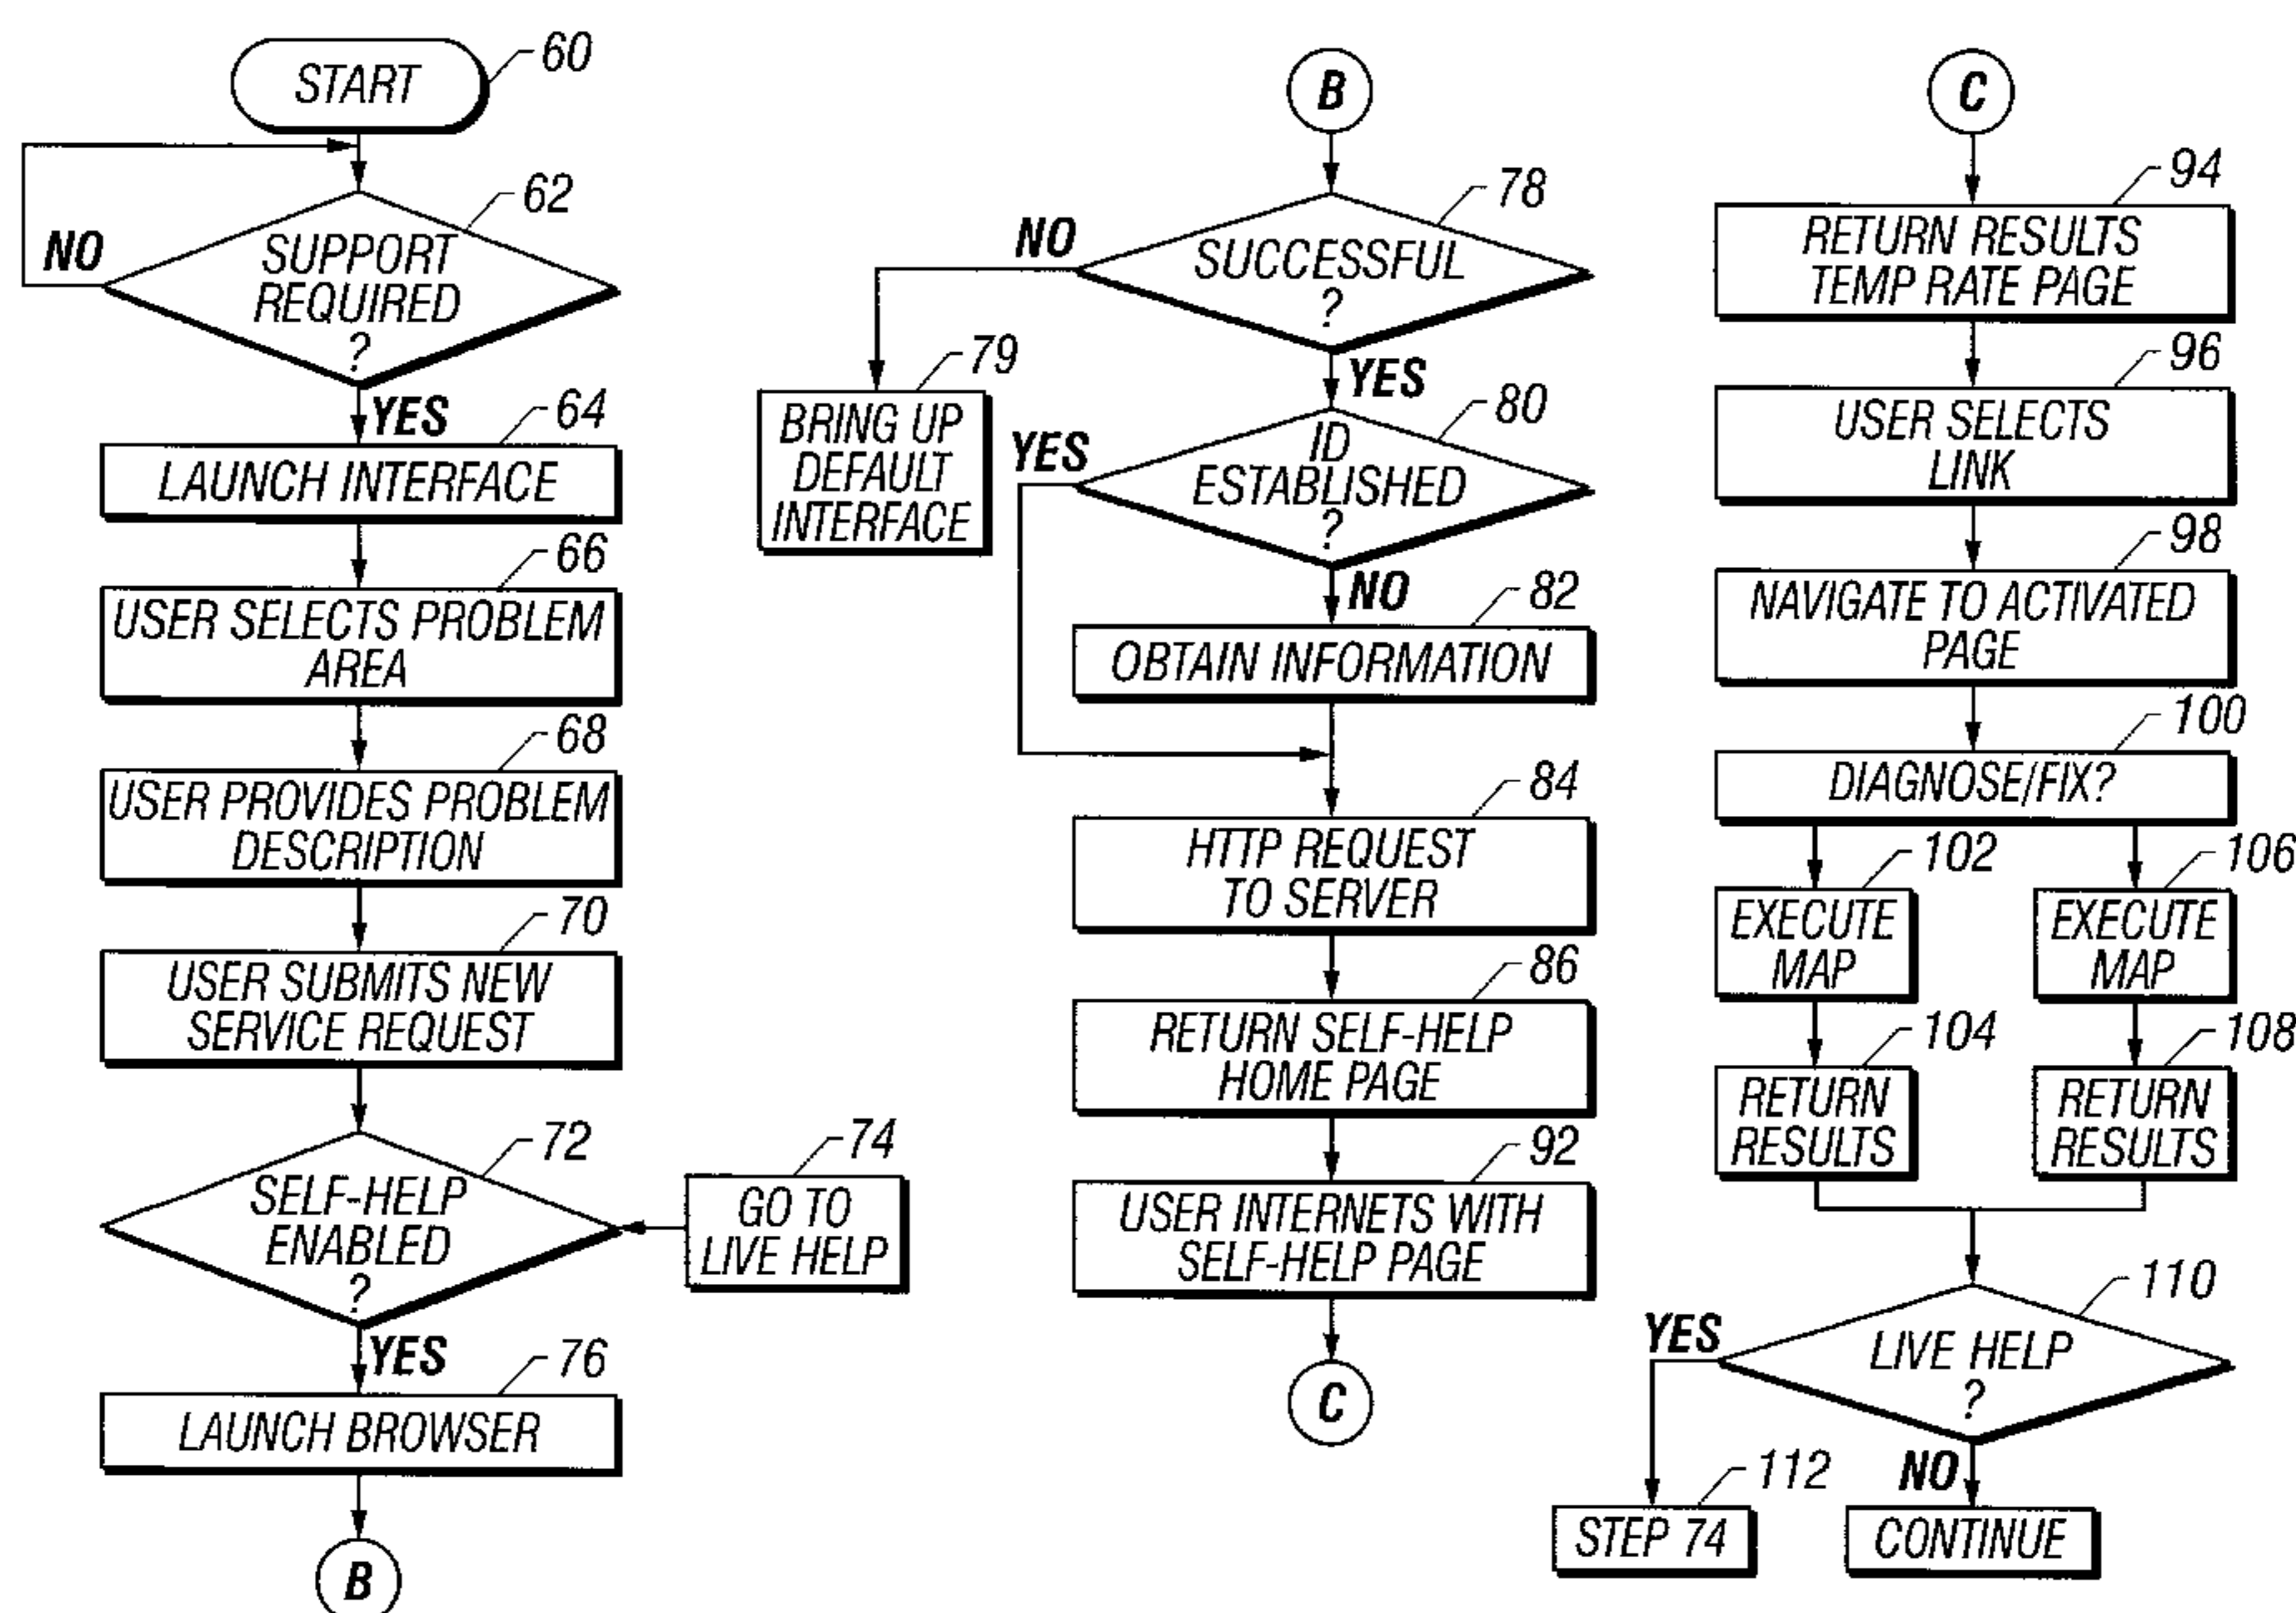 START
60
62
NO
SUPPORT
REQUIRED
?
YES
64
LAUNCH INTERFACE
66
USER SELECTS PROBLEM
AREA
68
USER PROVIDES PROBLEM
DESCRIPTION
70
USER SUBMITS NEW
SERVICE REQUEST
72
SELF-HELP
ENABLED
?
74
GO TO
LIVE HELP
YES
76
LAUNCH BROWSER
B
B
78
NO
SUCCESSFUL
?
79
BRING UP
DEFAULT
INTERFACE
YES
80
YES
ID
ESTABLISHED
?
NO
82
OBTAIN INFORMATION
84
HTTP REQUEST
TO SERVER
86
RETURN SELF-HELP
HOME PAGE
92
USER INTERNETS WITH
SELF-HELP PAGE
C
C
94
RETURN RESULTS
TEMP RATE PAGE
96
USER SELECTS
LINK
98
NAVIGATE TO ACTIVATED
PAGE
100
DIAGNOSE/FIX?
102
EXECUTE
MAP
104
RETURN
RESULTS
106
EXECUTE
MAP
108
RETURN
RESULTS
110
YES
LIVE HELP
?
112
STEP 74
NO
CONTINUE